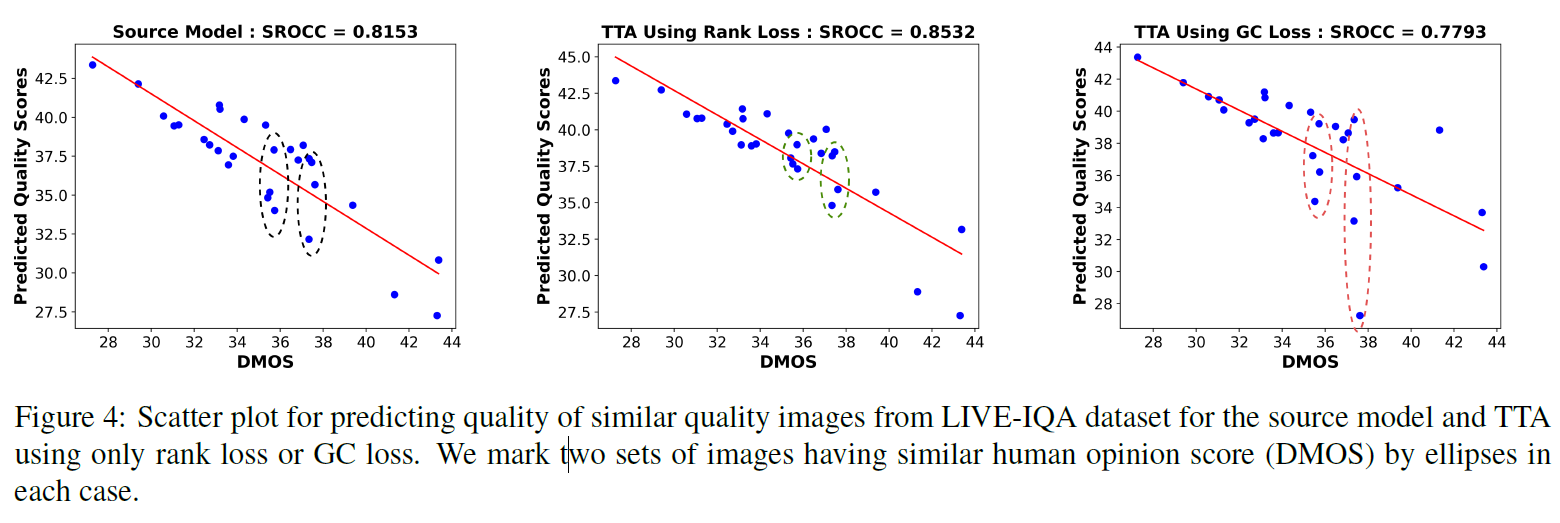 Source Model : SROCC = 0.8153
Predicted Quality Scores
42.5
40.0
37.5
35.0
32.5
30.0
27.5
28 30 32 34 36 38 40 42 44
DMOS
TTA Using Rank Loss : SROCC = 0.8532
Predicted Quality Scores
45.0
42.5
40.0
37.5
35.0
32.5
30.0
27.5
28 30 32 34 36 38 40 42 44
DMOS
TTA Using GC Loss : SROCC = 0.7793
Predicted Quality Scores
44
42
40
38
36
34
32
30
28
28 30 32 34 36 38 40 42 44
DMOS
Figure 4: Scatter plot for predicting quality of similar quality images from LIVE-IQA dataset for the source model and TTA
using only rank loss or GC loss. We mark two sets of images having similar human opinion score (DMOS) by ellipses in
each case.